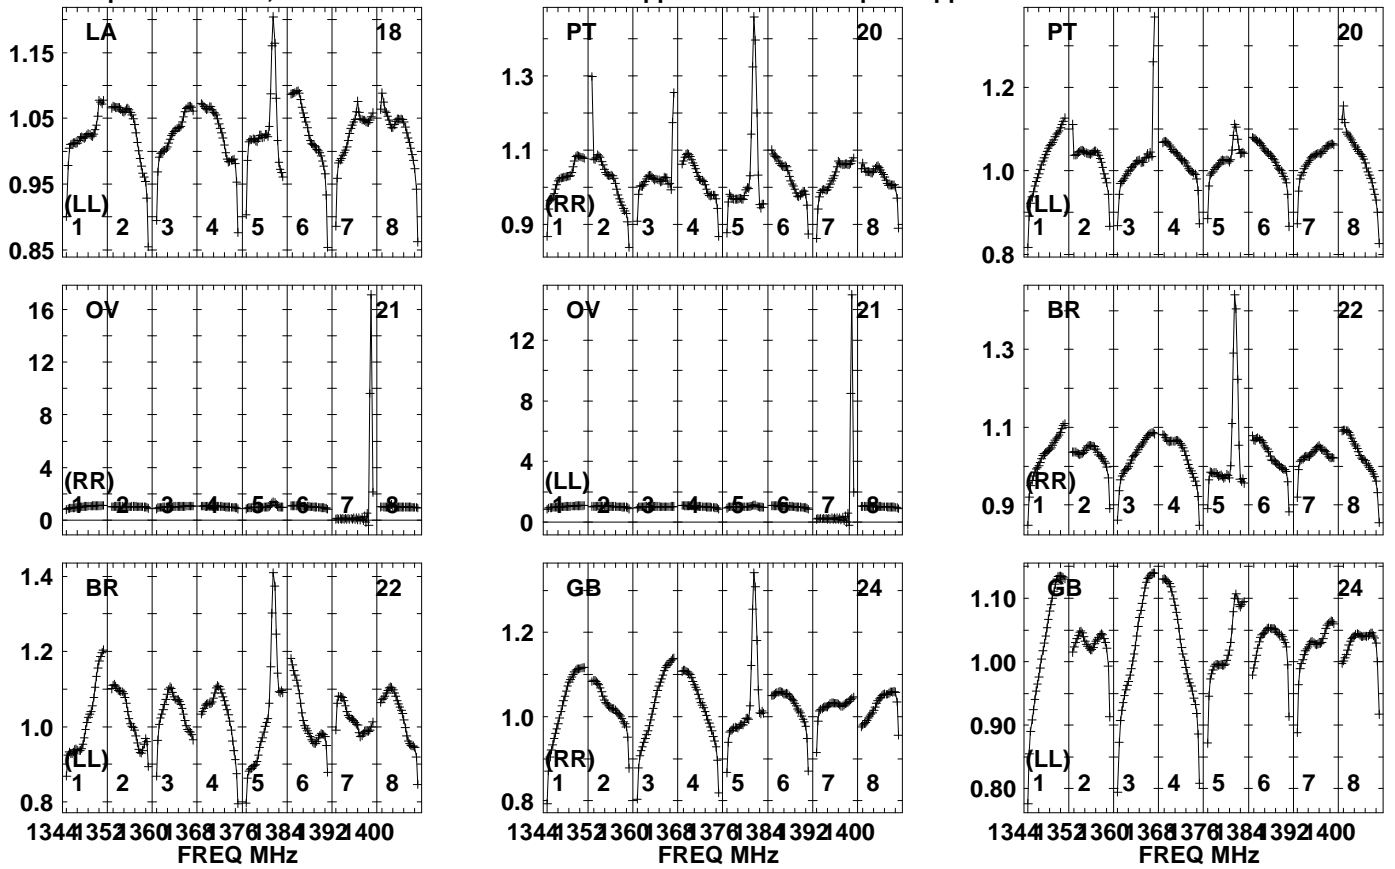 LA 18 PT 20 PT 20
1.15 1.05 0.95 0.85
1.3 1.1 0.9
1.2 1.0 0.8
(LL) (RR) (LL)
1 2 3 4 5 6 7 8
1 2 3 4 5 6 7 8
1 2 3 4 5 6 7 8
OV 21 OV 21 BR 22
16 12 8 4 0
12 8 4 0
1.3 1.1 0.9
(RR) (LL) (RR)
1 2 3 4 5 6 7 8
1 2 3 4 5 6 7 8
1 2 3 4 5 6 7 8
BR 22 GB 24 GB 24
1.4 1.2 1.0 0.8
1.2 1.0 0.8
1.10 1.00 0.90 0.80
(LL) (RR) (LL)
1 2 3 4 5 6 7 8
1 2 3 4 5 6 7 8
1 2 3 4 5 6 7 8
1344 1352 1360 1368 1376 1384 1392 1400
1344 1352 1360 1368 1376 1384 1392 1400
1344 1352 1360 1368 1376 1384 1392 1400
FREQ MHz FREQ MHz